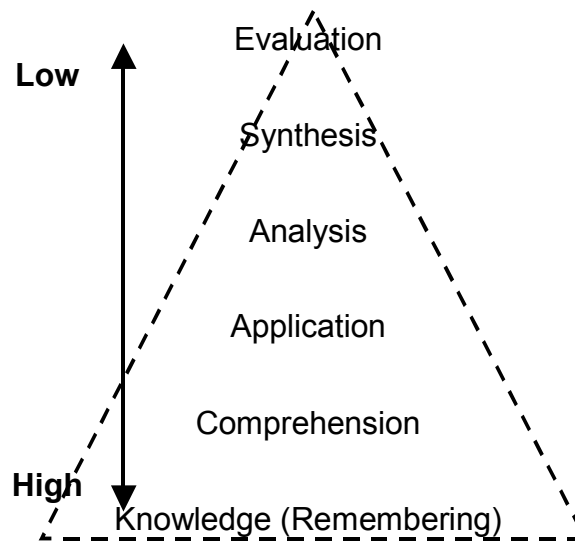 Evaluation
Low
Synthesis
Analysis
Application
Comprehension
High
Knowledge (Remembering)